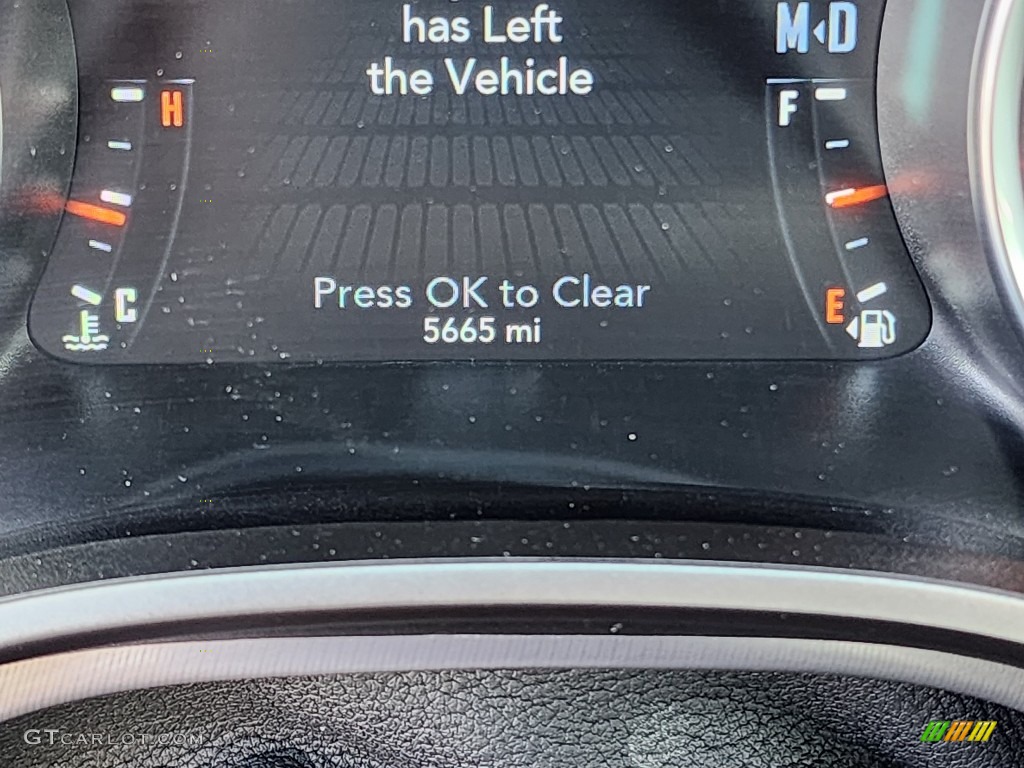 has Left
the Vehicle
M D
H
F
Press OK to Clear
5665 mi
C
E
GTCARLOT.COM